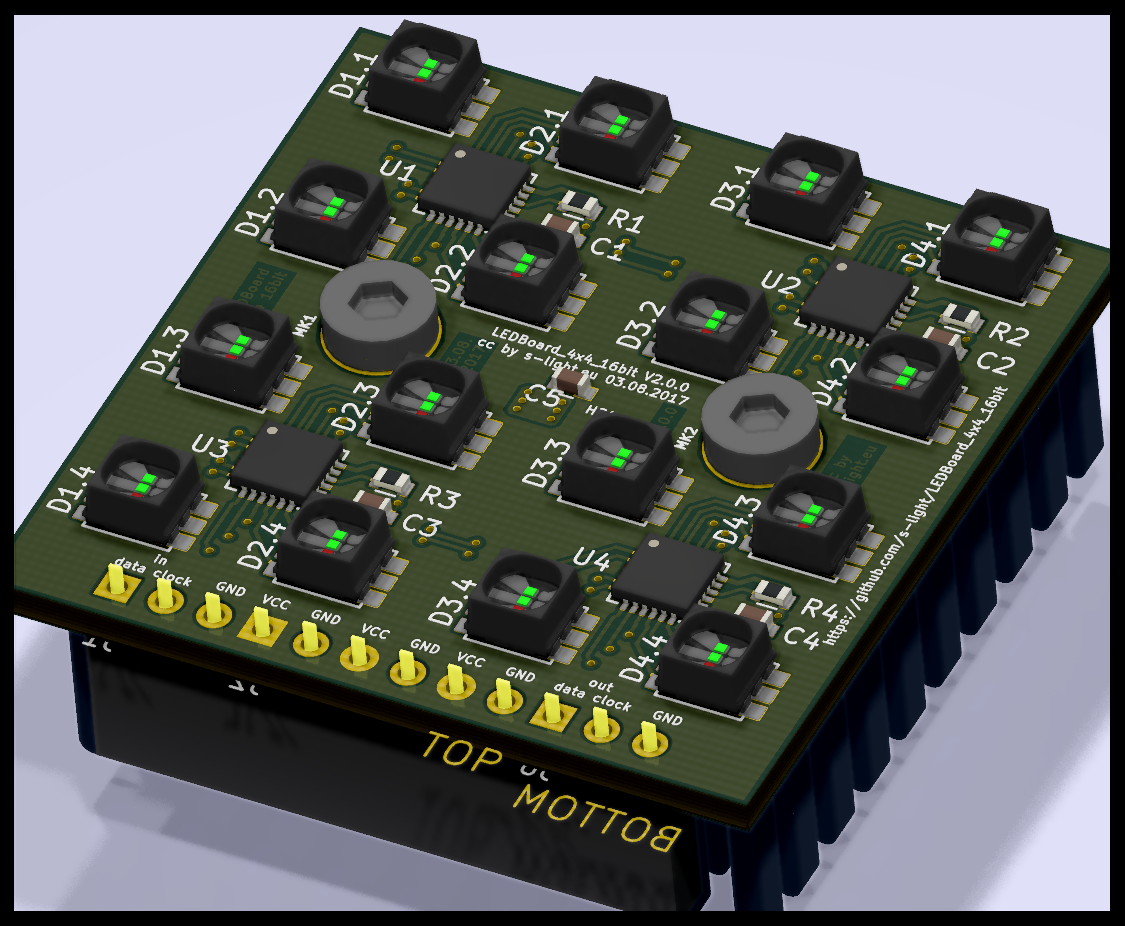 D1.1
D2.1
D3.1
D4.1
U1
R1
C1
D1.2
D2.2
U2
R2
C2
D3.2
D4.2
MK1
LEDBoard_4x4_16bit V2.0.0
cc by s-light.eu 03.08.2017
C5
D1.3
D2.3
MK2
D3.3
D4.3
U3
R3
C3
D1.4
D2.4
U4
R4
C4
D3.4
D4.4
https://github.com/s-light/LEDBoard_4x4_16bit
in
data clock
GND
VCC
GND
VCC
GND
VCC
GND
out
data clock
GND
TOP
BOTTOM